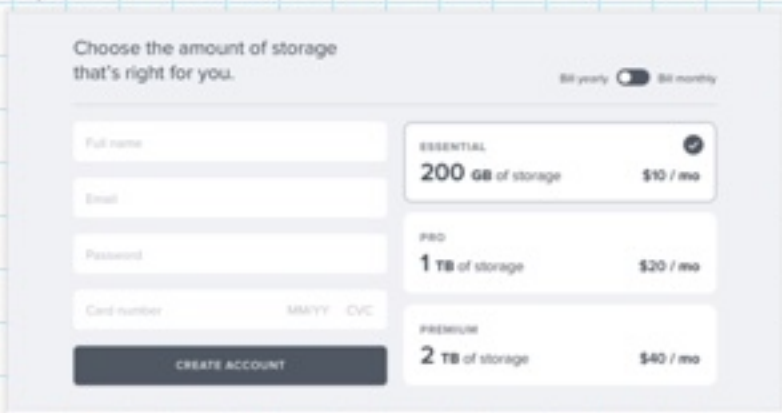 Choose the amount of storage
that's right for you.
Bill yearly
Bill monthly
Full name
Email
Password
Card number MM/YY CVC
CREATE ACCOUNT
ESSENTIAL
200 GB of storage $10 / mo
PRO
1 TB of storage $20 / mo
PREMIUM
2 TB of storage $40 / mo